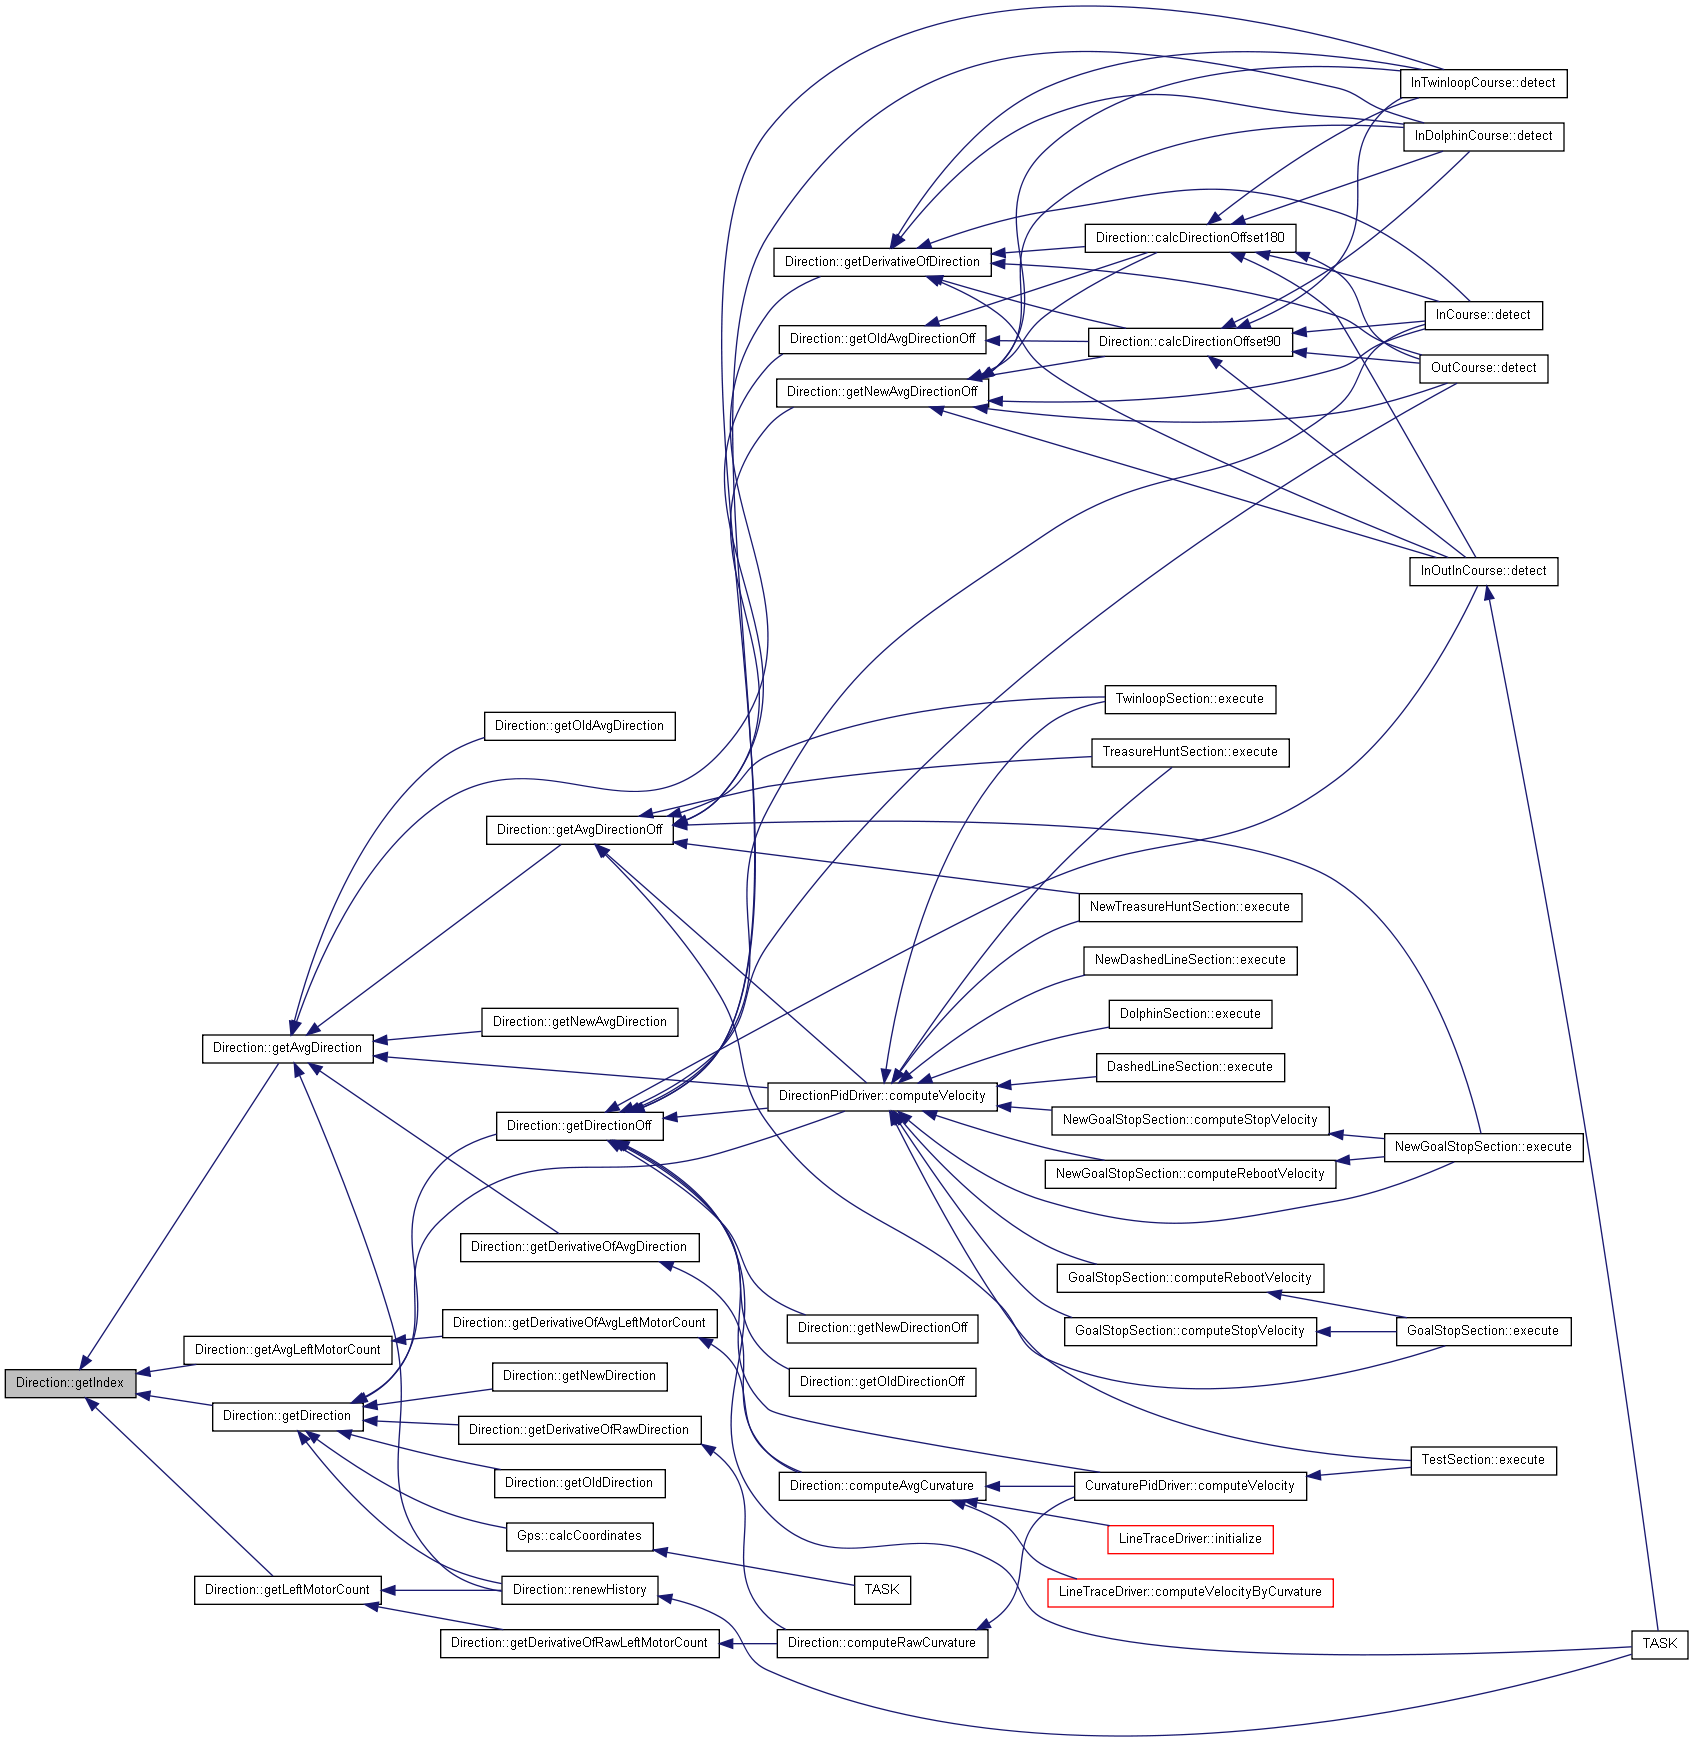 InTwinloopCourse::detect
InDolphinCourse::detect
Direction::calcDirectionOffset180
Direction::getDerivativeOfDirection
InCourse::detect
Direction::getOldAvgDirectionOff
Direction::calcDirectionOffset90
OutCourse::detect
Direction::getNewAvgDirectionOff
InOutInCourse::detect
TwinloopSection::execute
Direction::getOldAvgDirection
TreasureHuntSection::execute
Direction::getAvgDirectionOff
NewTreasureHuntSection::execute
NewDashedLineSection::execute
DolphinSection::execute
Direction::getNewAvgDirection
Direction::getAvgDirection
DashedLineSection::execute
DirectionPidDriver::computeVelocity
NewGoalStopSection::computeStopVelocity
Direction::getDirectionOff
NewGoalStopSection::execute
NewGoalStopSection::computeRebootVelocity
Direction::getDerivativeOfAvgDirection
GoalStopSection::computeRebootVelocity
Direction::getDerivativeOfAvgLeftMotorCount
Direction::getNewDirectionOff
GoalStopSection::computeStopVelocity
GoalStopSection::execute
Direction::getAvgLeftMotorCount
Direction::getNewDirection
Direction::getOldDirectionOff
Direction::getIndex
Direction::getDirection
Direction::getDerivativeOfRawDirection
TestSection::execute
Direction::getOldDirection
Direction::computeAvgCurvature
CurvaturePidDriver::computeVelocity
Gps::calcCoordinates
LineTraceDriver::initialize
Direction::getLeftMotorCount
Direction::renewHistory
TASK
LineTraceDriver::computeVelocityByCurvature
Direction::getDerivativeOfRawLeftMotorCount
Direction::computeRawCurvature
TASK